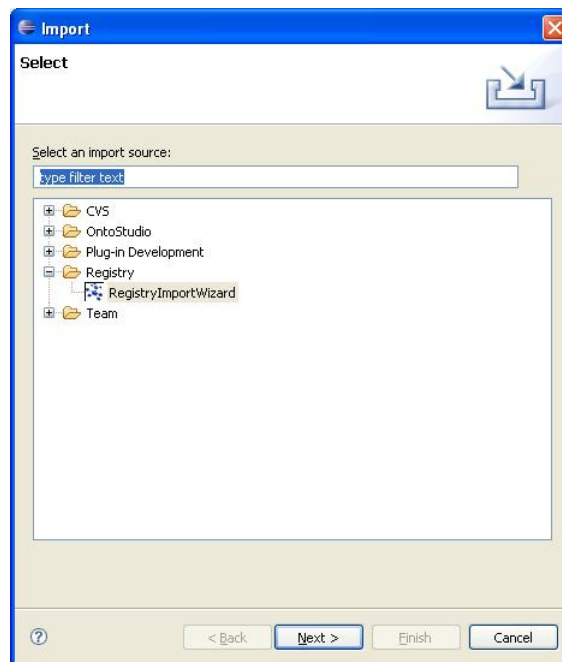 Import
Select
Select an import source:
type filter text
CVS
OntoStudio
Plug-in Development
Registry
RegistryImportWizard
Team
? < Back Next > Finish Cancel